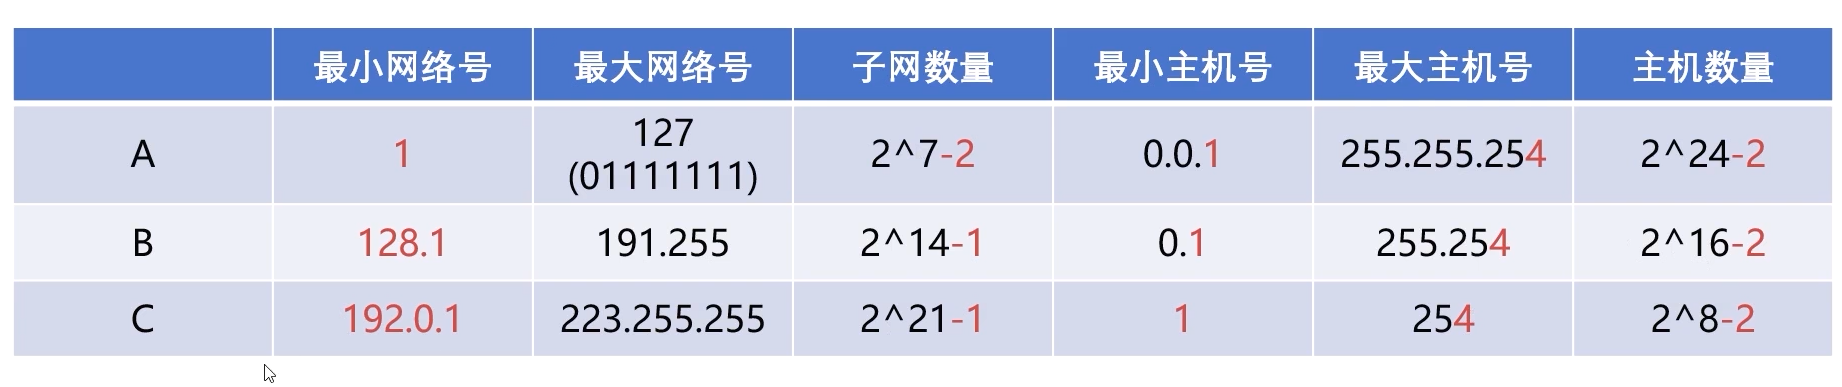 最小网络号 最大网络号 子网数量 最小主机号 最大主机号 主机数量
A 1 127 (01111111) 2^7-2 0.0.1 255.255.254 2^24-2
B 128.1 191.255 2^14-1 0.1 255.254 2^16-2
C 192.0.1 223.255.255 2^21-1 1 254 2^8-2